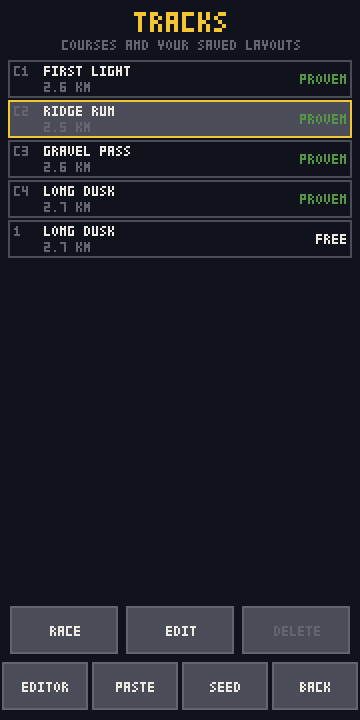 TRACKS
COURSES AND YOUR SAVED LAYOUTS
C1 FIRST LIGHT PROVEN
2.6 KM
C2 RIDGE RUN PROVEN
2.5 KM
C3 GRAVEL PASS PROVEN
2.6 KM
C4 LONG DUSK PROVEN
2.7 KM
1 LONG DUSK FREE
2.7 KM
RACE EDIT DELETE
EDITOR PASTE SEED BACK